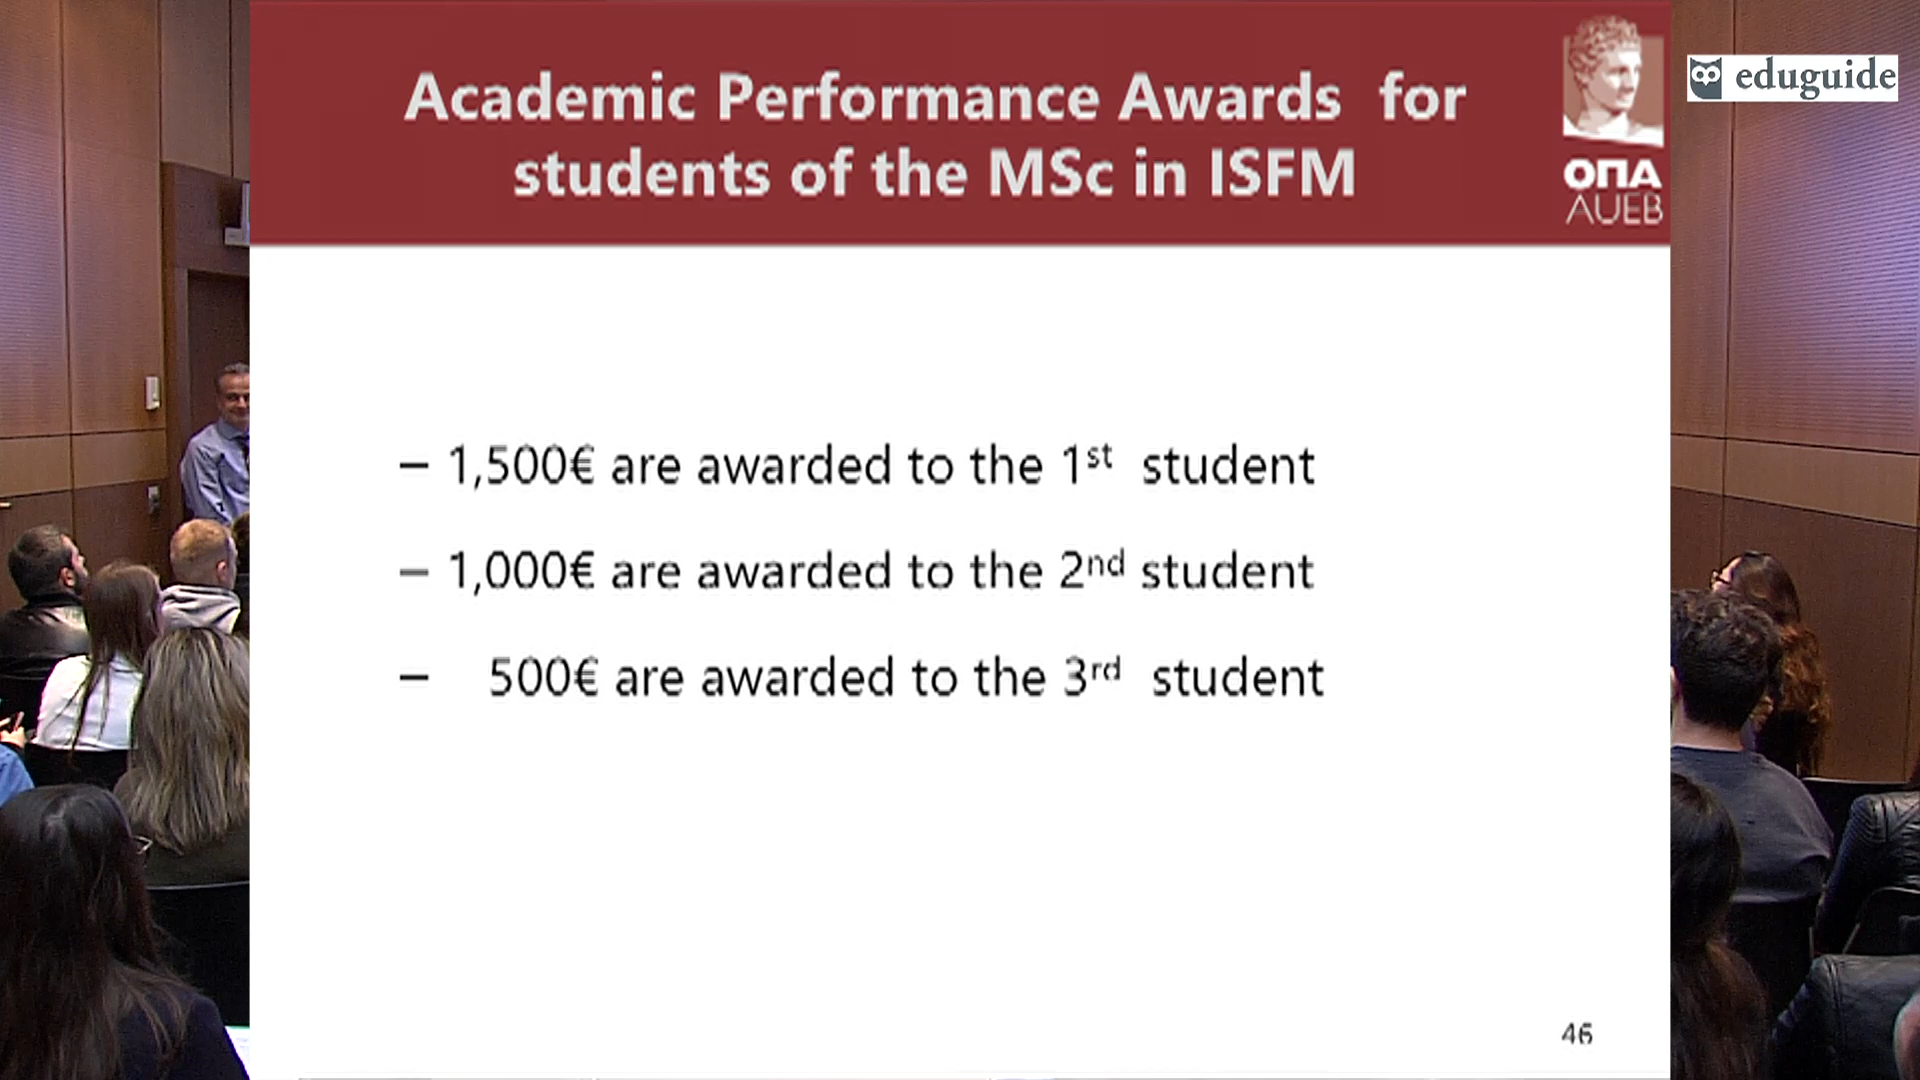 Academic Performance Awards for
students of the MSc in ISFM
ΟΠΑ
AUEB
eduguide
– 1,500€ are awarded to the 1st student
– 1,000€ are awarded to the 2nd student
– 500€ are awarded to the 3rd student
46